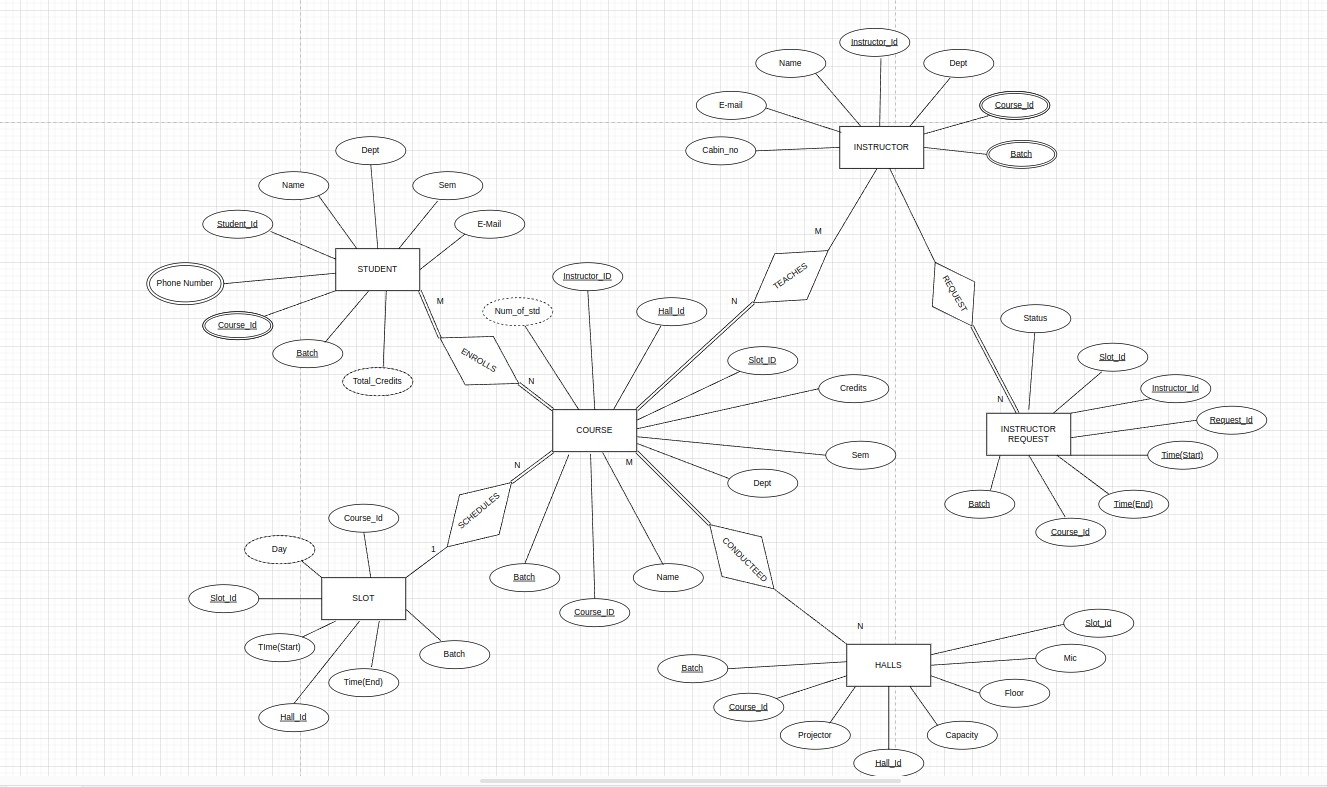 Instructor_Id
Name
Dept
E-mail
Course_Id
Cabin_no
INSTRUCTOR
Batch
Dept
Name
Sem
Student_Id
E-Mail
STUDENT
Phone Number
Course_Id
Batch
Total_Credits
M
ENROLLS
N
M
TEACHES
N
REQUEST
N
Instructor_ID
Num_of_std
Hall_Id
Slot_ID
Credits
COURSE
Sem
Dept
Batch
Course_ID
Name
Status
Slot_Id
Instructor_Id
Request_Id
INSTRUCTOR
REQUEST
Time(Start)
Batch
Time(End)
Course_Id
N
SCHEDULES
1
M
CONDUCTEED
N
Course_Id
Day
Slot_Id
SLOT
TIme(Start)
Batch
Time(End)
Hall_Id
Slot_Id
Batch
HALLS
Mic
Course_Id
Floor
Projector
Capacity
Hall_Id